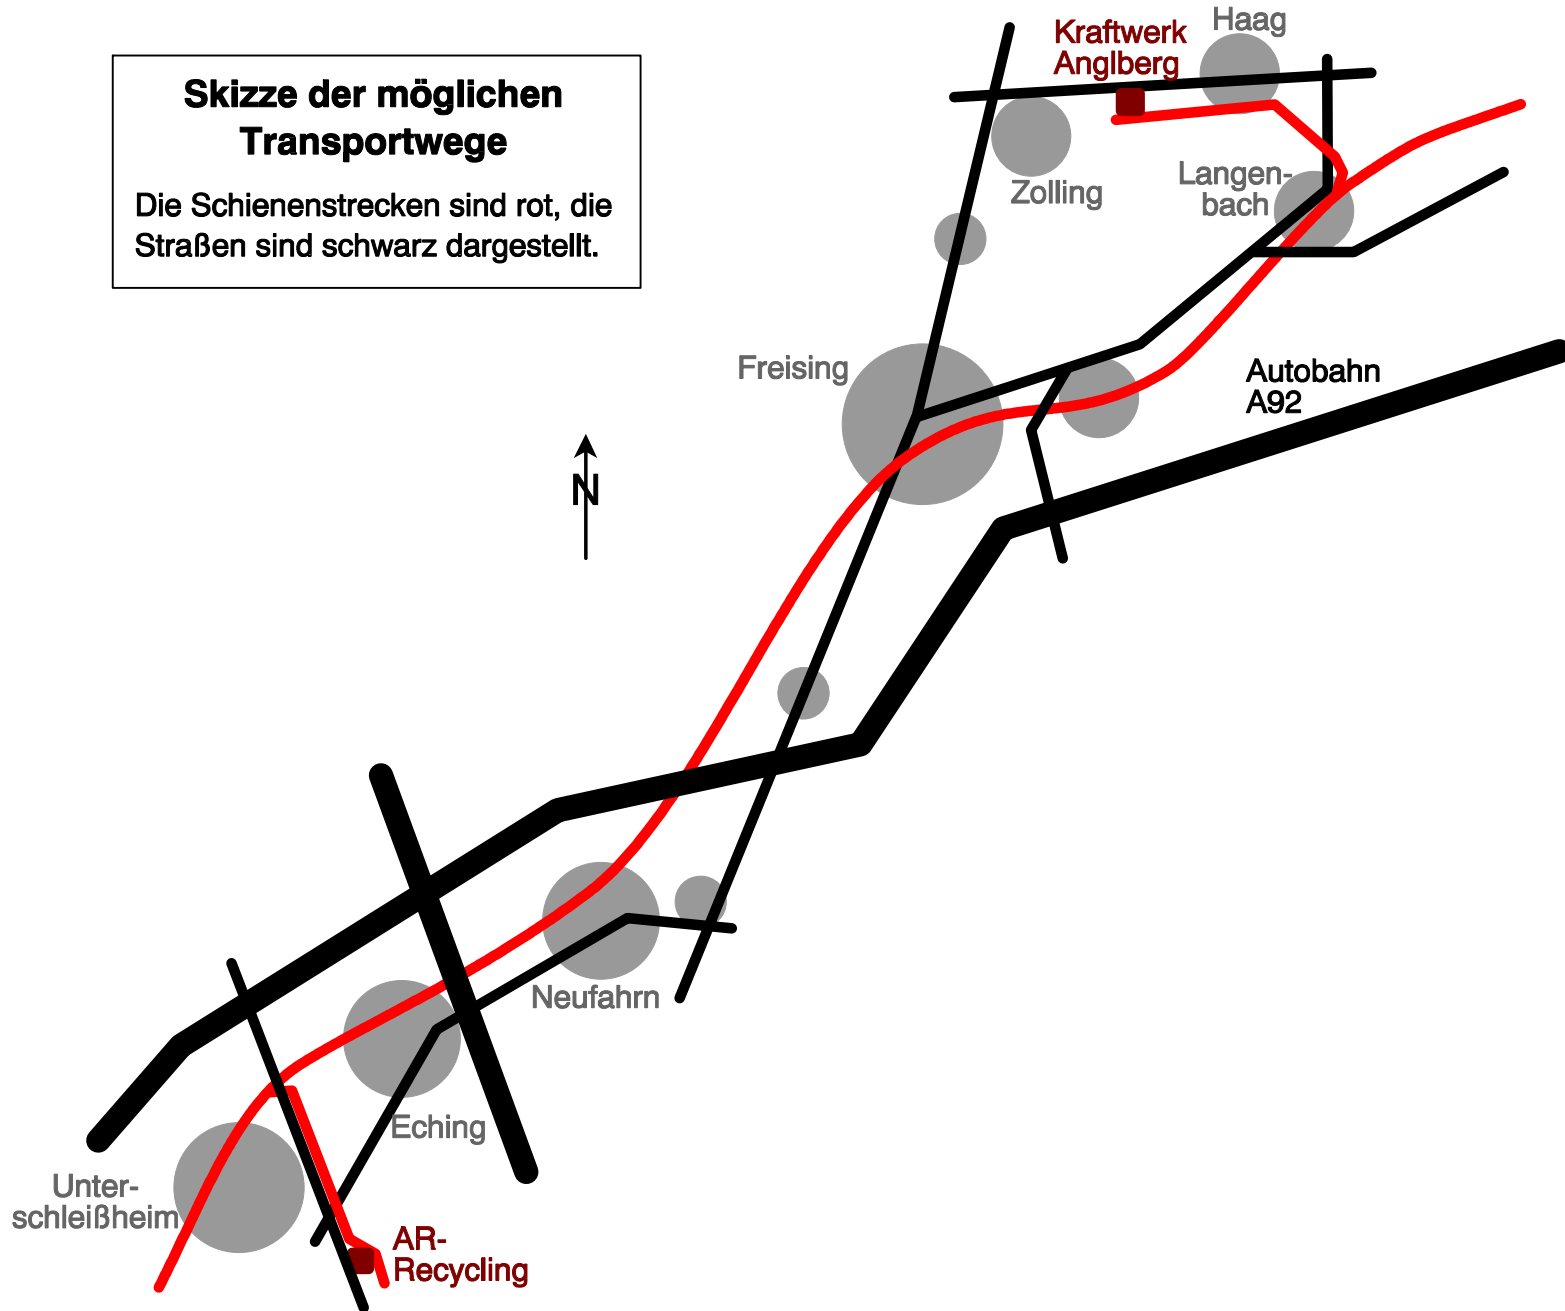 Skizze der möglichen
Transportwege
Die Schienenstrecken sind rot, die
Straßen sind schwarz dargestellt.
Kraftwerk
Anglberg
Haag
Zolling
Langen-
bach
Freising
Autobahn
A92
N
Neufahrn
Eching
Unter-
schleißheim
AR-
Recycling